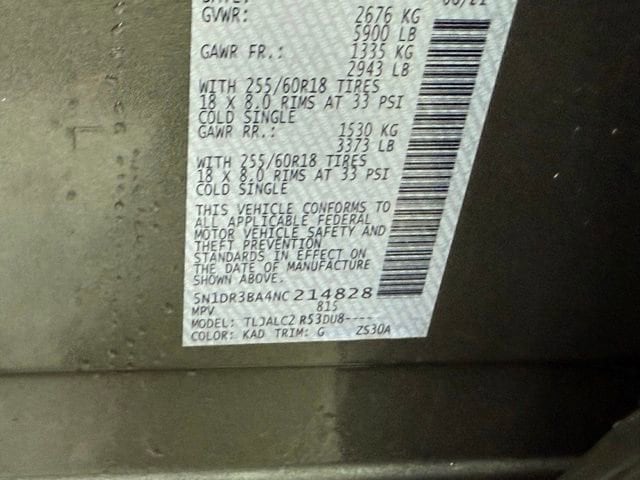 GVWR: 2676 KG
5900 LB
GAWR FR.: 1335 KG
2943 LB
WITH 255/60R18 TIRES
18 X 8.0 RIMS AT 33 PSI
COLD SINGLE
GAWR RR.: 1530 KG
3373 LB
WITH 255/60R18 TIRES
18 X 8.0 RIMS AT 33 PSI
COLD SINGLE
THIS VEHICLE CONFORMS TO
ALL APPLICABLE FEDERAL
MOTOR VEHICLE SAFETY AND
THEFT PREVENTION
STANDARDS IN EFFECT ON
THE DATE OF MANUFACTURE
SHOWN ABOVE.
5N1DR3BA4NC214828
MPV 815
MODEL: TLJALC2 R53DU8----
COLOR: KAD TRIM: G ZS30A